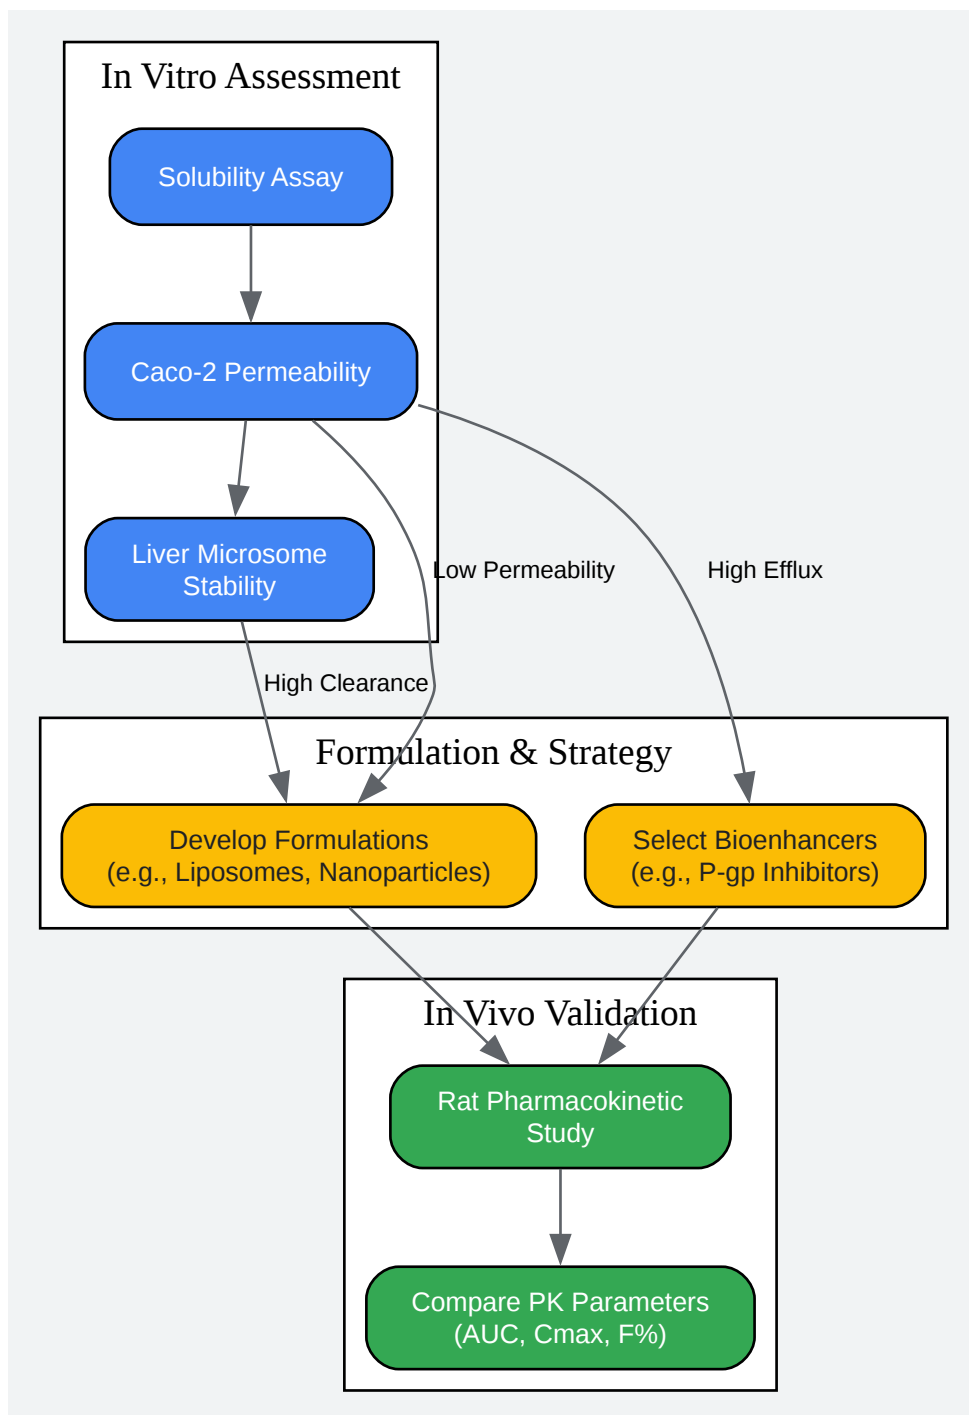 In Vitro Assessment
Solubility Assay
Caco-2 Permeability
Liver Microsome
Stability
Low Permeability
High Efflux
High Clearance
Formulation & Strategy
Develop Formulations
(e.g., Liposomes, Nanoparticles)
Select Bioenhancers
(e.g., P-gp Inhibitors)
In Vivo Validation
Rat Pharmacokinetic
Study
Compare PK Parameters
(AUC, Cmax, F%)